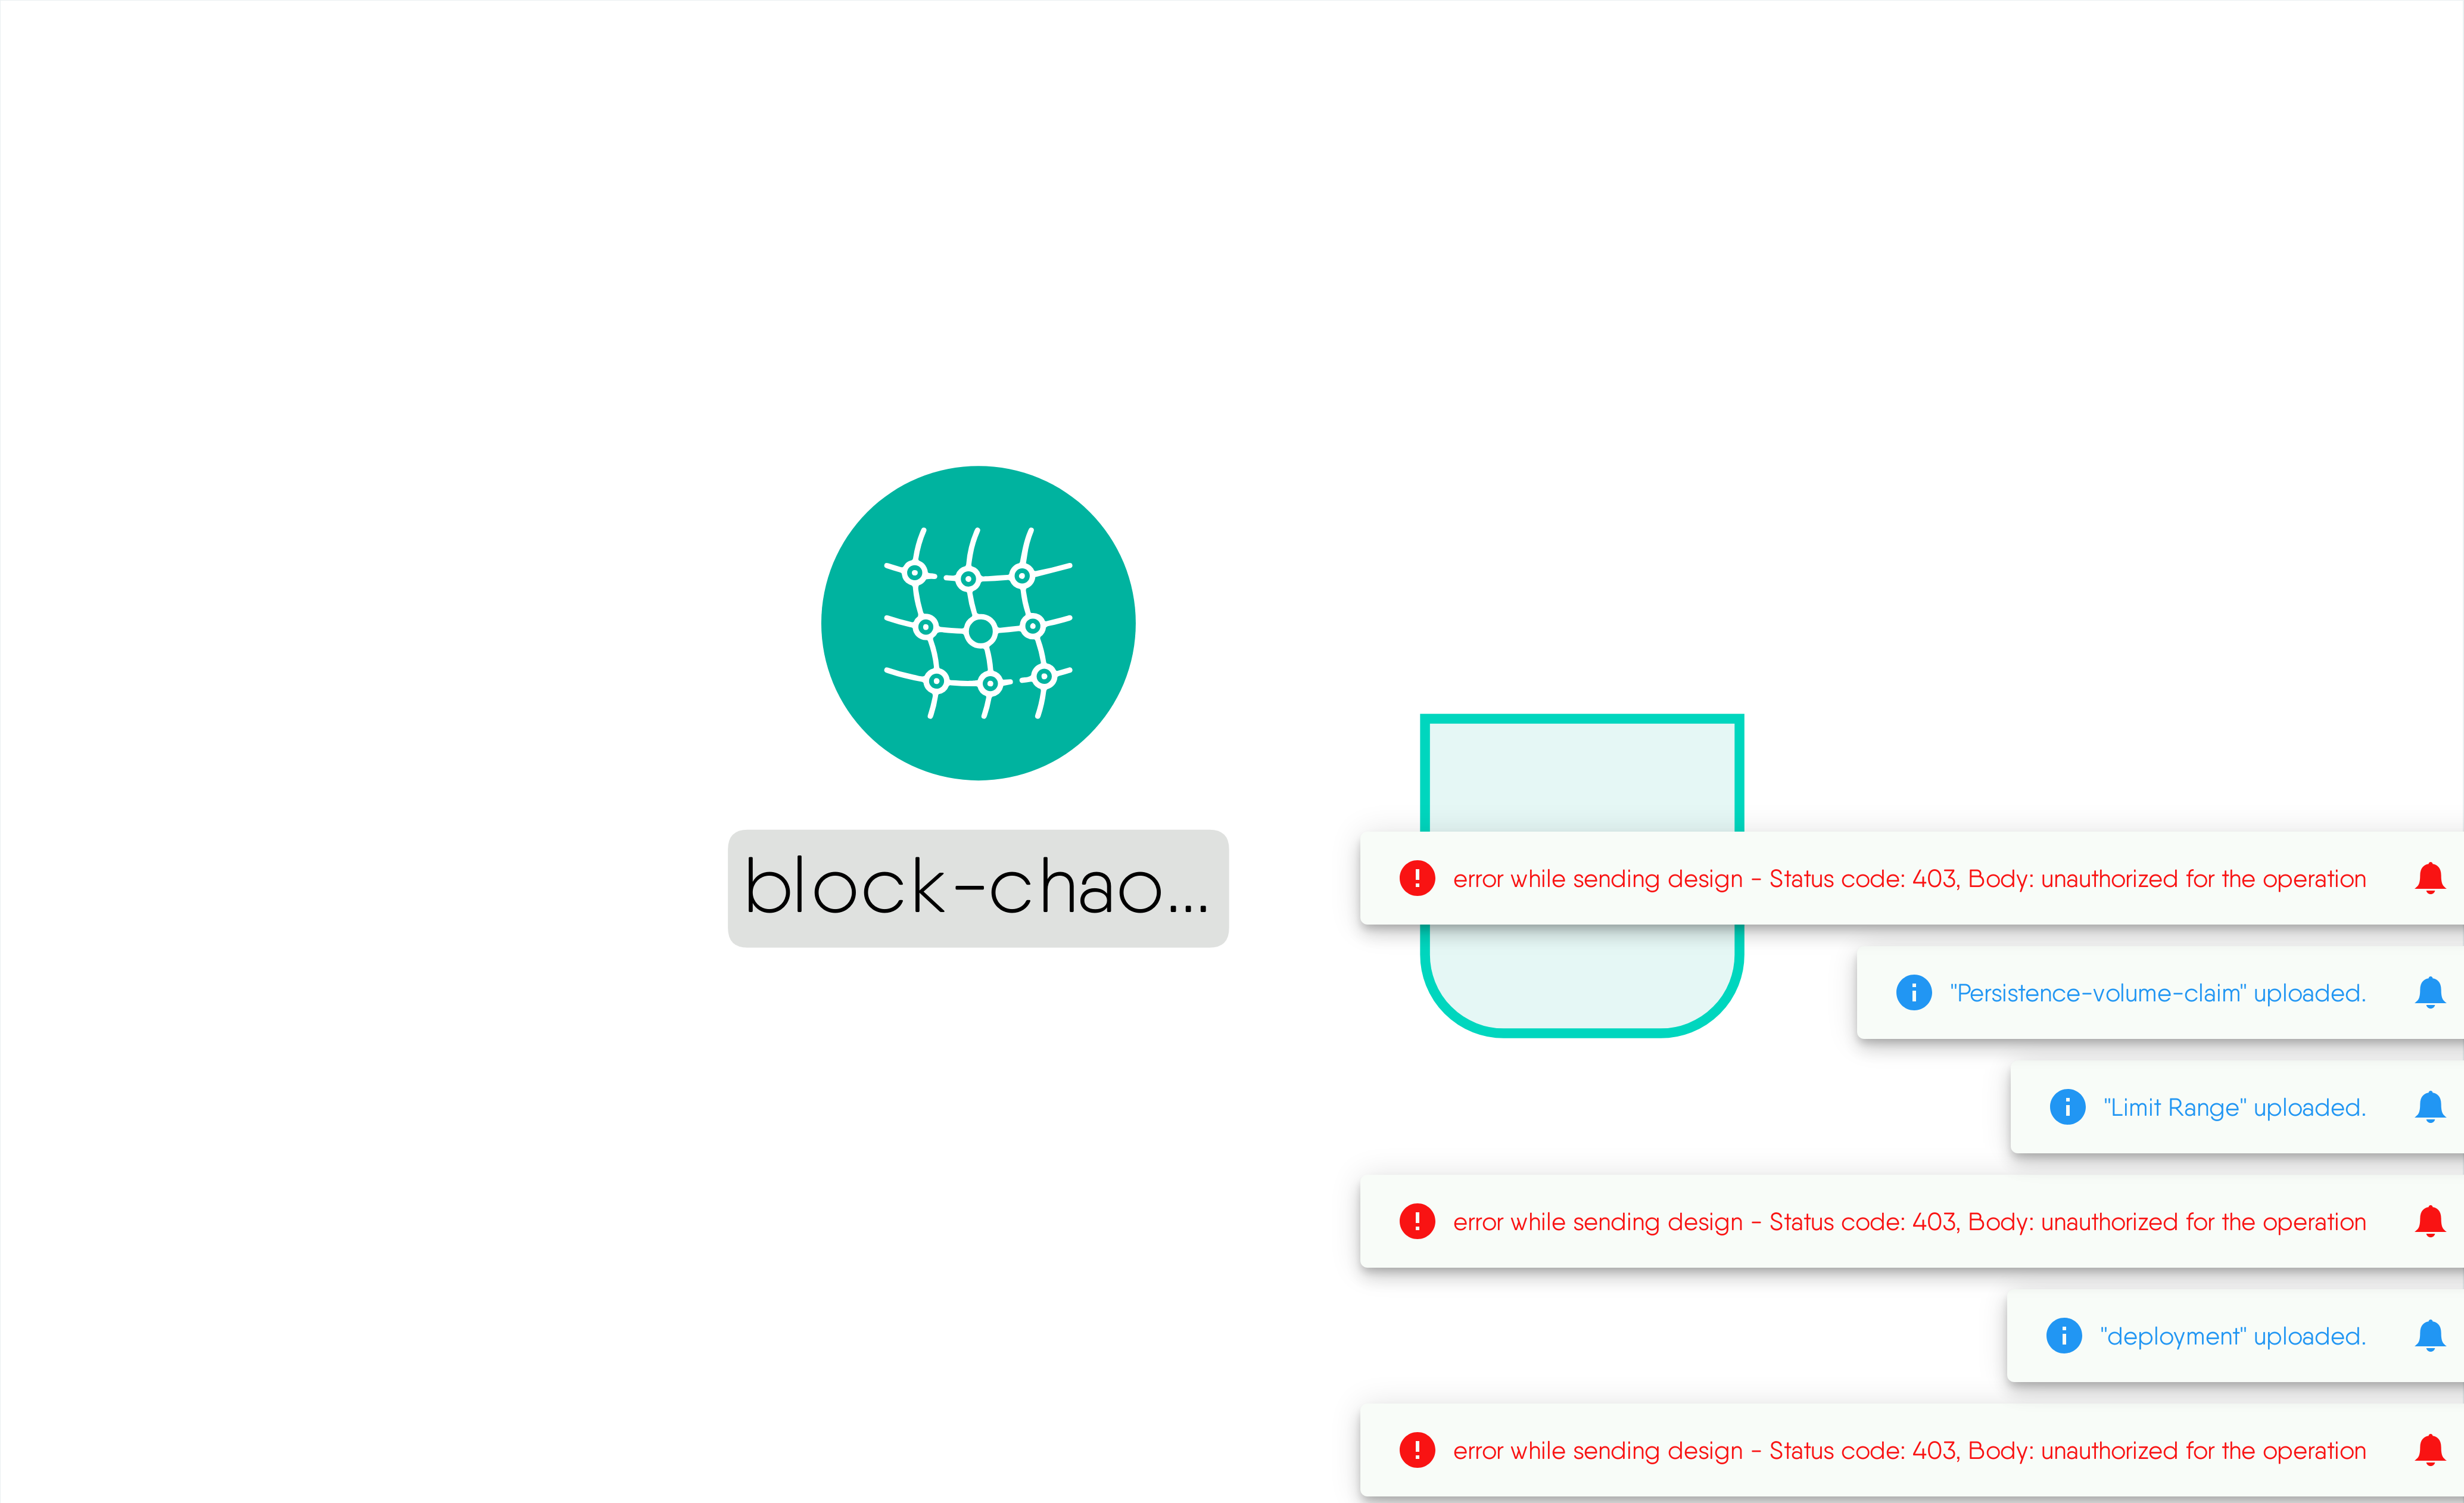 block-chao...
error while sending design - Status code: 403, Body: unauthorized for the operation
"Persistence-volume-claim" uploaded.
"Limit Range" uploaded.
error while sending design - Status code: 403, Body: unauthorized for the operation
"deployment" uploaded.
error while sending design - Status code: 403, Body: unauthorized for the operation